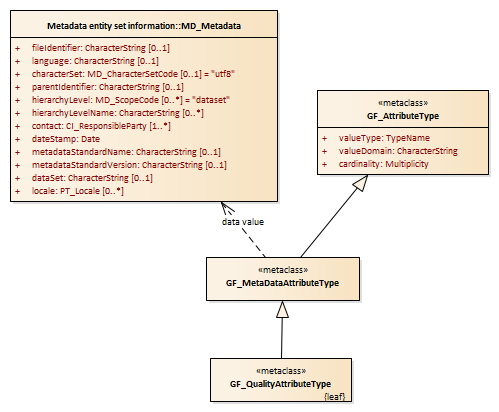 Metadata entity set information::MD_Metadata
+ fileIdentifier: CharacterString [0..1]
+ language: CharacterString [0..1]
+ characterSet: MD_CharacterSetCode [0..1] = "utf8"
+ parentIdentifier: CharacterString [0..1]
+ hierarchyLevel: MD_ScopeCode [0..*] = "dataset"
+ hierarchyLevelName: CharacterString [0..*]
+ contact: CI_ResponsibleParty [1..*]
+ dateStamp: Date
+ metadataStandardName: CharacterString [0..1]
+ metadataStandardVersion: CharacterString [0..1]
+ dataSet: CharacterString [0..1]
+ locale: PT_Locale [0..*]
«metaclass»
GF_AttributeType
+ valueType: TypeName
+ valueDomain: CharacterString
+ cardinality: Multiplicity
data value
«metaclass»
GF_MetaDataAttributeType
«metaclass»
GF_QualityAttributeType
{leaf}